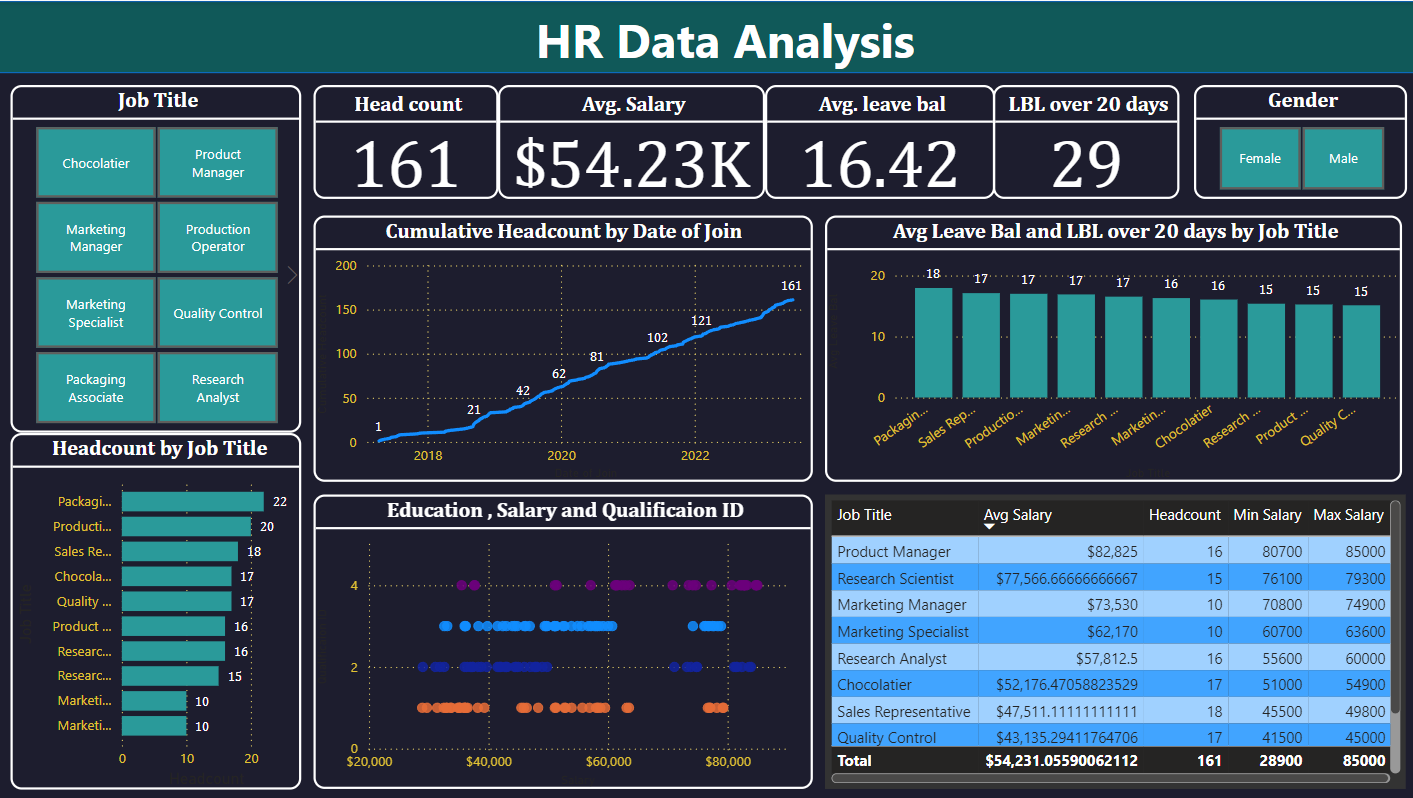 HR Data Analysis
Job Title
Chocolatier
Product
Manager
Marketing
Manager
Production
Operator
Marketing
Specialist
Quality Control
Packaging
Associate
Research
Analyst
Head count
161
Avg. Salary
$54.23K
Avg. leave bal
16.42
LBL over 20 days
29
Gender
Female
Male
Cumulative Headcount by Date of Join
200
150
100
50
0
1
21
42
62
81
102
121
161
2018
2020
2022
Avg Leave Bal and LBL over 20 days by Job Title
20
10
0
18
17
17
17
17
16
16
15
15
15
Packagin...
Sales Rep...
Productio...
Marketin...
Research ...
Marketin...
Chocolatier
Research ...
Product ...
Quality C...
Headcount by Job Title
Job Title
Packagi... 22
Producti... 20
Sales Re... 18
Chocola... 17
Quality ... 17
Product ... 16
Researc... 16
Researc... 15
Marketi... 10
Marketi... 10
0 10 20
Headcount
Education , Salary and Qualificaion ID
4
2
0
$20,000 $40,000 $60,000 $80,000
Job Title Avg Salary Headcount Min Salary Max Salary
Product Manager $82,825 16 80700 85000
Research Scientist $77,566.66666666667 15 76100 79300
Marketing Manager $73,530 10 70800 74900
Marketing Specialist $62,170 10 60700 63600
Research Analyst $57,812.5 16 55600 60000
Chocolatier $52,176.47058823529 17 51000 54900
Sales Representative $47,511.11111111111 18 45500 49800
Quality Control $43,135.29411764706 17 41500 45000
Total $54,231.05590062112 161 28900 85000